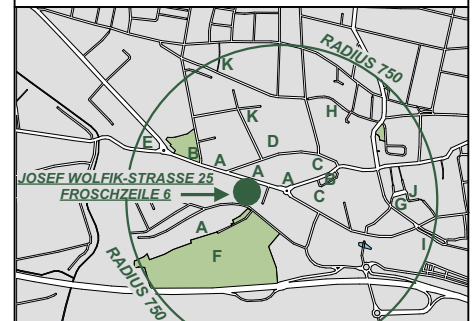 RADIUS 750
K
K
H
D
E
B
A
A
C
A
B
C
JOSEF WOLFIK-STRASSE 25
FROSCHZEILE 6
J
G
A
F
I
RADIUS 750